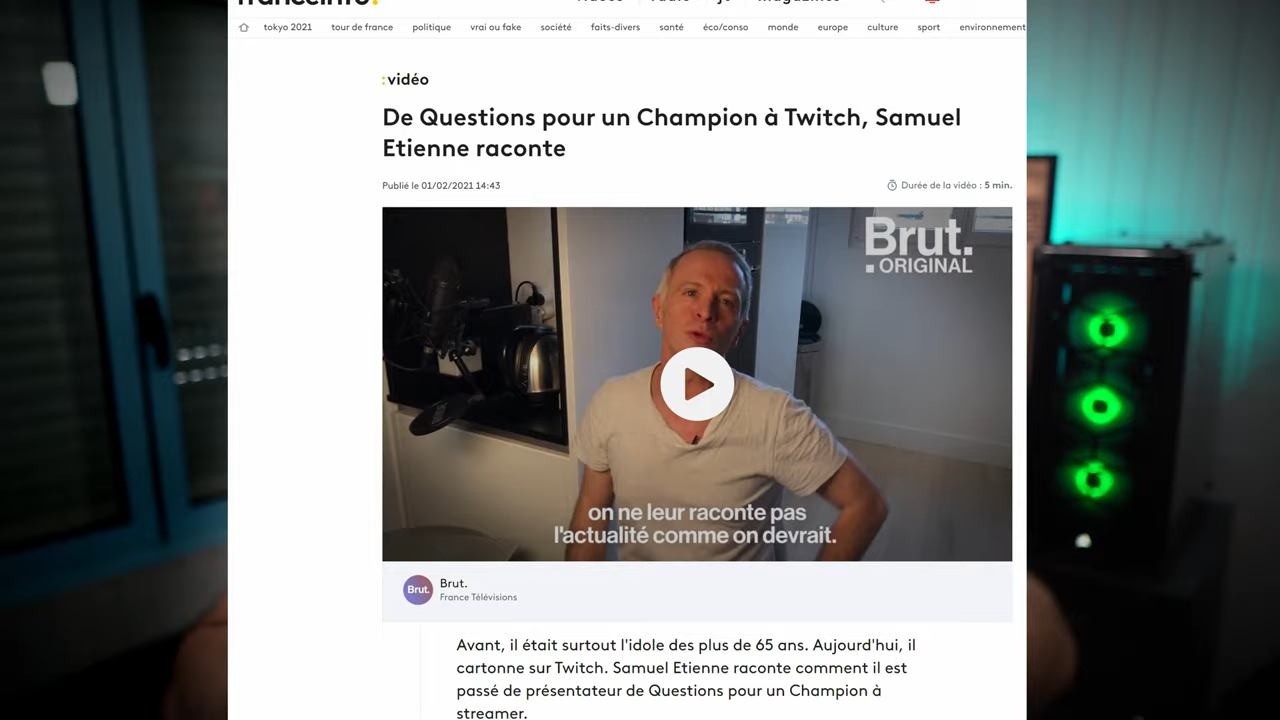 franceinfo:
tokyo 2021 tour de france politique vrai ou fake société faits-divers santé éco/conso monde europe culture sport environnement
:vidéo
De Questions pour un Champion à Twitch, Samuel
Etienne raconte
Publié le 01/02/2021 14:43
Durée de la vidéo : 5 min.
Brut.
ORIGINAL
on ne leur raconte pas
l'actualité comme on devrait.
Brut.
Brut.
France Télévisions
Avant, il était surtout l'idole des plus de 65 ans. Aujourd'hui, il
cartonne sur Twitch. Samuel Etienne raconte comment il est
passé de présentateur de Questions pour un Champion à
streamer.